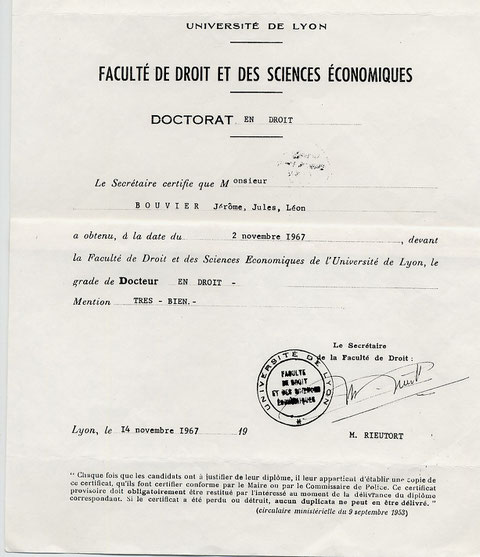 UNIVERSITÉ DE LYON
FACULTÉ DE DROIT ET DES SCIENCES ÉCONOMIQUES
DOCTORAT EN DROIT
Le Secrétaire certifie que Monsieur
BOUVIER Jérôme, Jules, Léon
a obtenu, à la date du 2 novembre 1967, devant
la Faculté de Droit et des Sciences Economiques de l'Université de Lyon, le
grade de Docteur EN DROIT -
Mention TRES - BIEN.-
Le Secrétaire
de la Faculté de Droit :
UNIVERSITÉ DE LYON
FACULTÉ
DE DROIT
ET DES SCIENCES
ÉCONOMIQUES
Lyon, le 14 novembre 1967 19
M. RIEUTORT
" Chaque fois que les candidats ont à justifier de leur diplôme, il leur appartient d'établir une copie de
ce certificat, qu'ils font certifier conforme par le Maire ou par le Commissaire de Police. Ce certificat
provisoire doit obligatoirement être restitué par l'intéressé au moment de la délivrance du diplôme
correspondant. Si le certificat a été perdu ou détruit, aucun duplicata ne peut en être délivré. "
(circulaire ministérielle du 9 septembre 1953)